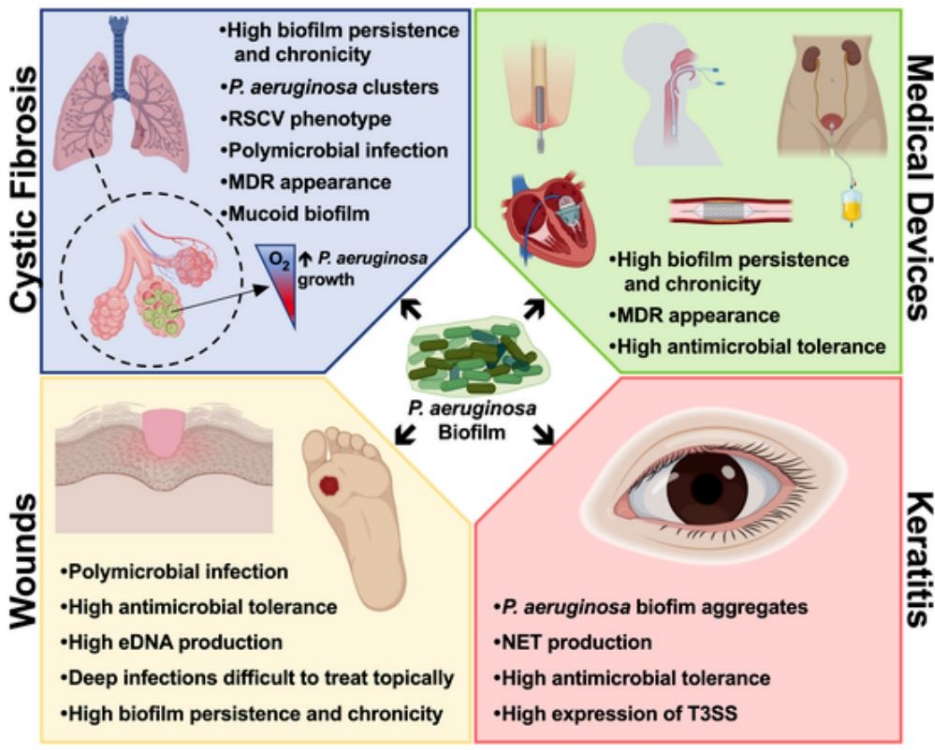 Cystic Fibrosis
•High biofilm persistence
and chronicity
•P. aeruginosa clusters
•RSCV phenotype
•Polymicrobial infection
•MDR appearance
•Mucoid biofilm
O₂
↑ P. aeruginosa
growth
Medical Devices
•High biofilm persistence
and chronicity
•MDR appearance
•High antimicrobial tolerance
P. aeruginosa
Biofilm
Wounds
•Polymicrobial infection
•High antimicrobial tolerance
•High eDNA production
•Deep infections difficult to treat topically
•High biofilm persistence and chronicity
Keratitis
•P. aeruginosa biofim aggregates
•NET production
•High antimicrobial tolerance
•High expression of T3SS